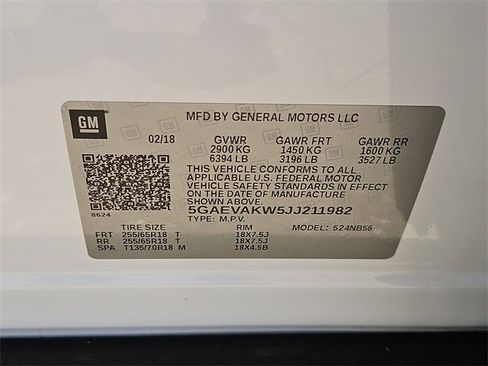 GM
MFD BY GENERAL MOTORS LLC
02/18 GVWR GAWR FRT GAWR RR
2900 KG 1450 KG 1600 KG
6394 LB 3196 LB 3527 LB
THIS VEHICLE CONFORMS TO ALL
APPLICABLE U.S. FEDERAL MOTOR
VEHICLE SAFETY STANDARDS IN EFFECT
ON THE DATE OF MANUFACTURE
SHOWN ABOVE.
5GAEVAKW5JJ211982
8624 TYPE: M.P.V. MODEL: 524NB56
TIRE SIZE RIM
FRT 255/65R18 T 18X7.5J
RR 255/65R18 T 18X7.5J
SPA T135/70R18 M 18X4.5B